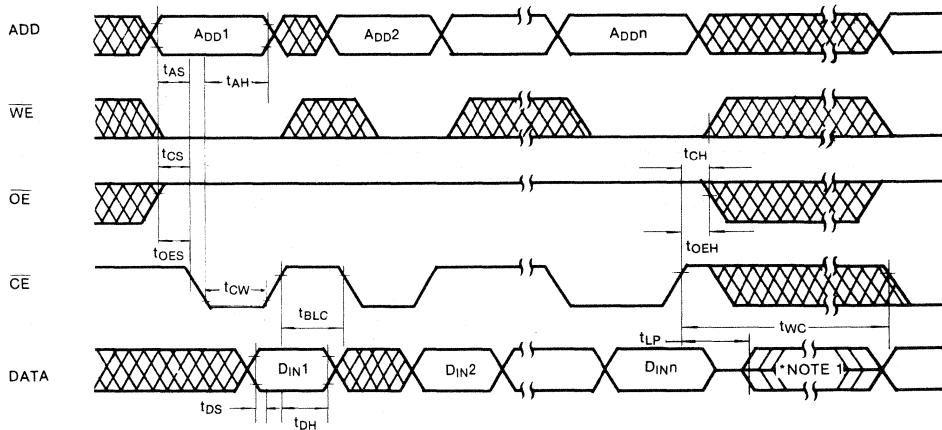 ADD
ADD1
ADD2
ADDn
tAS
tAH
WE
tCS
tCH
OE
tOES
tOEH
CE
tCW
tBLC
tWC
tLP
DATA
DIN1
DIN2
DINn
*NOTE 1
tDS
tDH